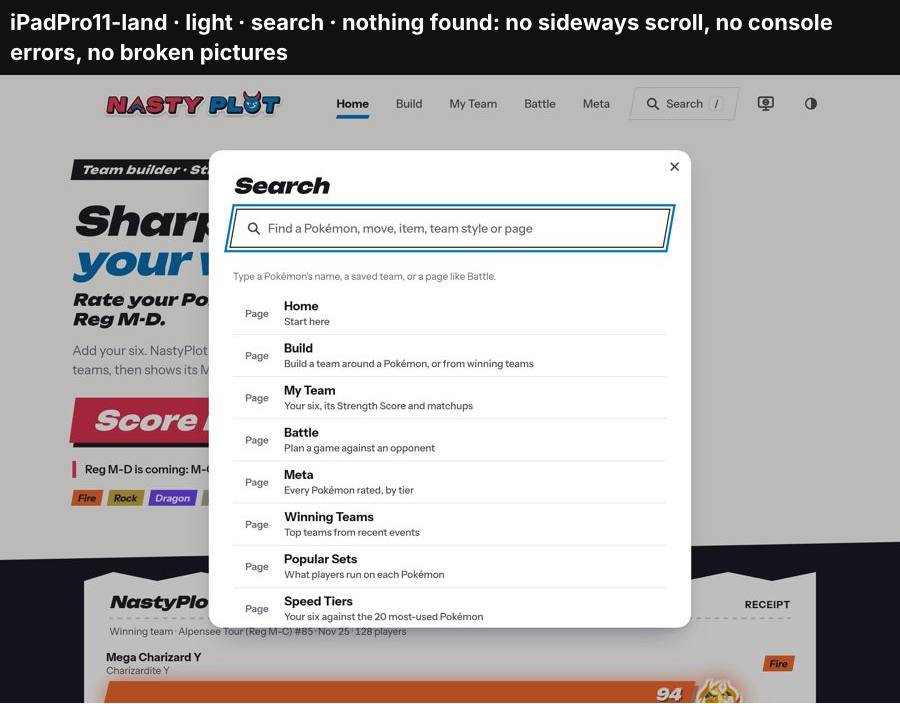 iPadPro11-land · light · search · nothing found: no sideways scroll, no console
errors, no broken pictures
NASTY PLOT
Home
Build
My Team
Battle
Meta
Search /
Team builder · St
Search
Sharp
your
Find a Pokémon, move, item, team style or page
Type a Pokémon's name, a saved team, or a page like Battle.
Rate your Po
Reg M-D.
Page
Home
Start here
Add your six. NastyPlot
teams, then shows its M
Page
Build
Build a team around a Pokémon, or from winning teams
Page
My Team
Your six, its Strength Score and matchups
Score
Page
Battle
Plan a game against an opponent
Reg M-D is coming: M-C
Page
Meta
Every Pokémon rated, by tier
Fire
Rock
Dragon
Page
Winning Teams
Top teams from recent events
Page
Popular Sets
What players run on each Pokémon
Page
Speed Tiers
Your six against the 20 most-used Pokémon
NastyPlo
RECEIPT
Winning team · Alpensee Tour (Reg M-C) #85 · Nov 25 · 128 players
Mega Charizard Y
Charizardite Y
Fire
94